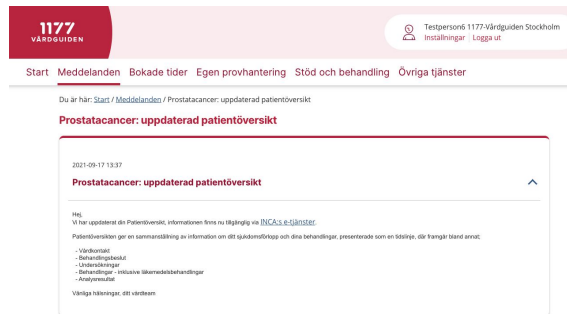 1177
VÅRDGUIDEN
Testperson6 1177-Vårdguiden Stockholm
Inställningar | Logga ut
Start Meddelanden Bokade tider Egen provhantering Stöd och behandling Övriga tjänster
Du är här: Start / Meddelanden / Prostatacancer: uppdaterad patientöversikt
Prostatacancer: uppdaterad patientöversikt
2021-09-17 13:37
Prostatacancer: uppdaterad patientöversikt
Hej,
Vi har uppdaterat din Patientöversikt, informationen finns nu tillgänglig via INCA:s e-tjänster.
Patientöversikten ger en sammanställning av information om ditt sjukdomsförlopp och dina behandlingar, presenterade som en tidslinje, där framgår bland annat;
- Vårdkontakt
- Behandlingsbeslut
- Undersökningar
- Behandlingar - inklusive läkemedelsbehandlingar
- Analysresultat
Vänliga hälsningar, ditt vårdteam